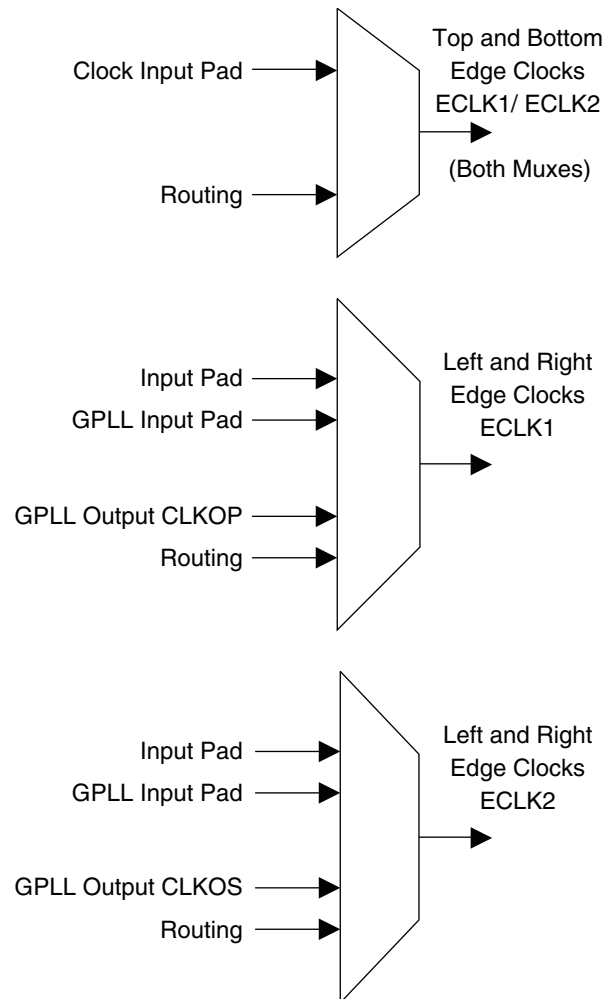 Clock Input Pad
Routing
Top and Bottom
Edge Clocks
ECLK1/ ECLK2
(Both Muxes)
Input Pad
GPLL Input Pad
GPLL Output CLKOP
Routing
Left and Right
Edge Clocks
ECLK1
Input Pad
GPLL Input Pad
GPLL Output CLKOS
Routing
Left and Right
Edge Clocks
ECLK2